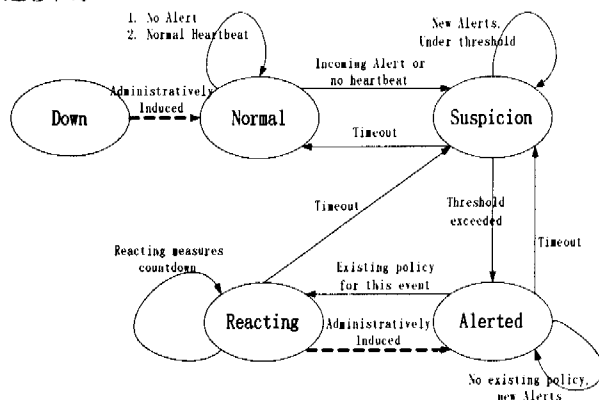 1. No Alert
2. Normal Heartbeat
New Alerts,
Under threshold
Incoming Alert or
no heartbeat
Administratively
Induced
Down
Normal
Suspicion
Timeout
Timeout
Threshold
exceeded
Timeout
Reacting measures
countdown
Existing policy
for this event
Reacting
Administratively
Induced
Alerted
No existing policy,
new Alerts